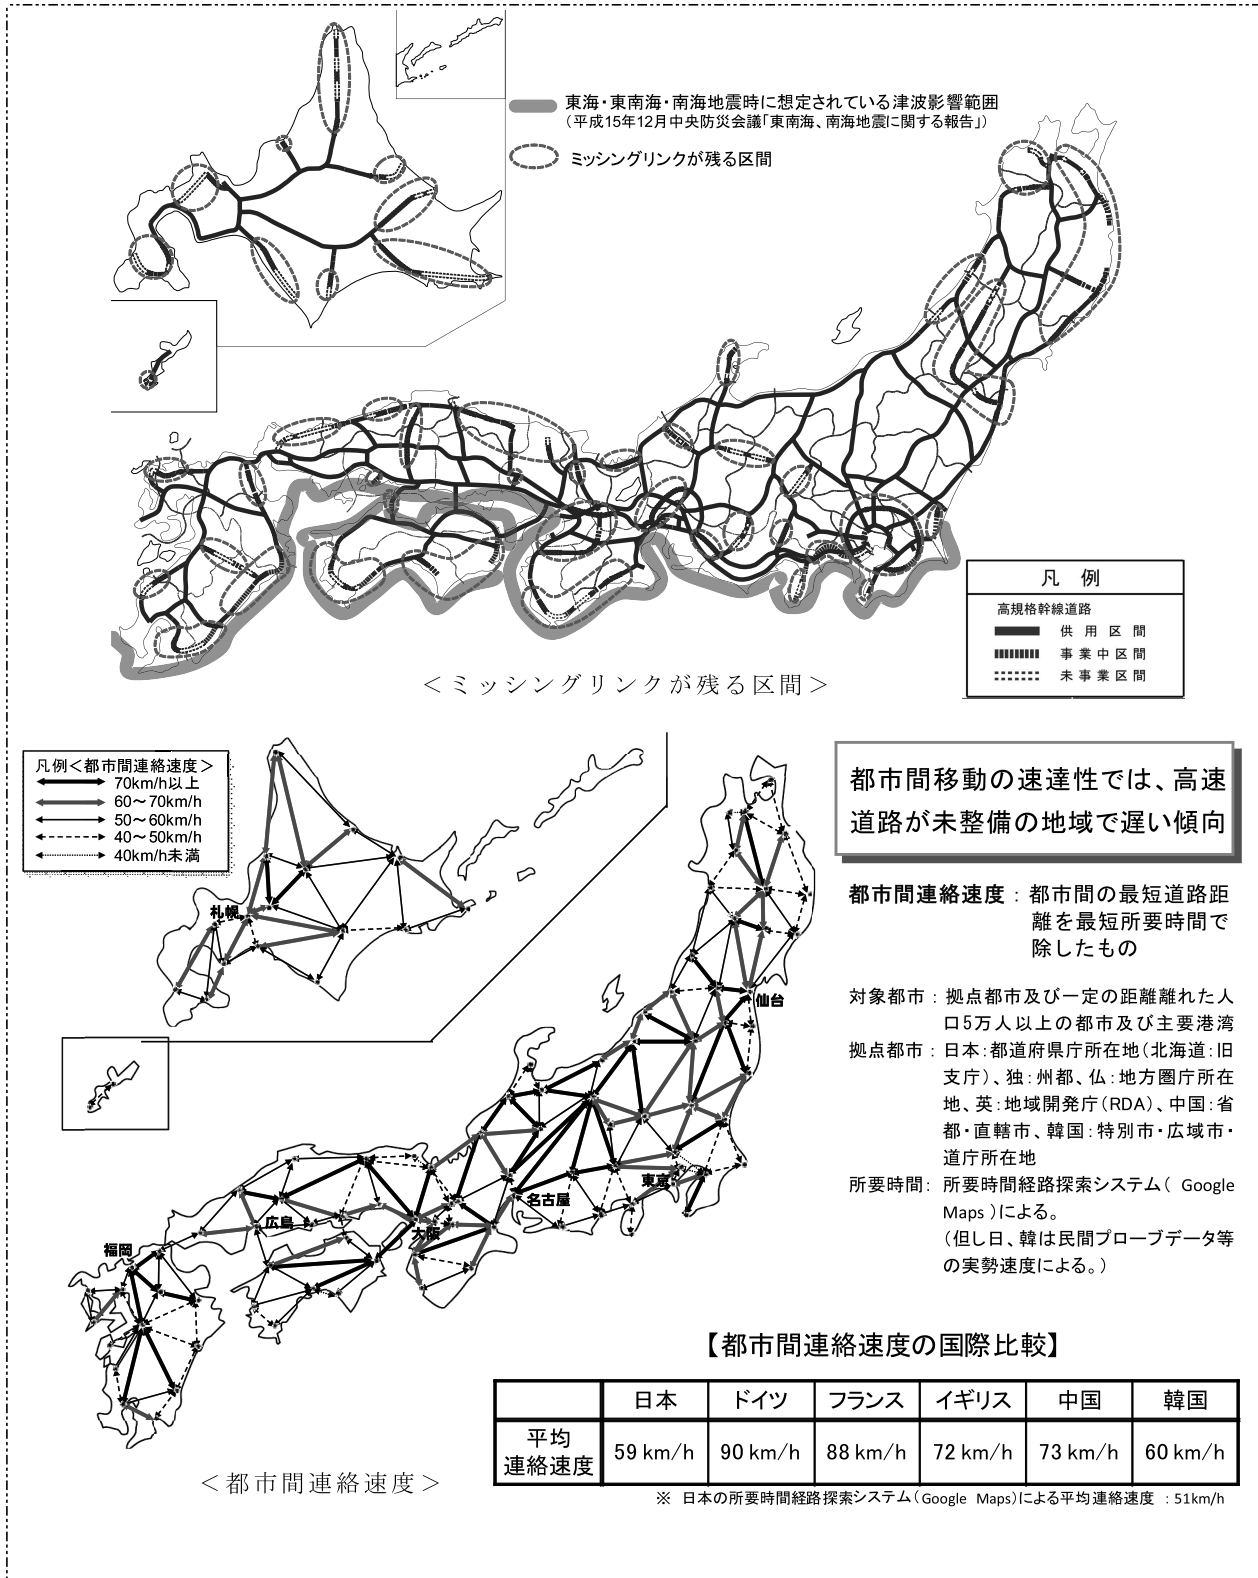 東海・東南海・南海地震時に想定されている津波影響範囲
（平成15年12月中央防災会議「東南海、南海地震に関する報告」）
ミッシングリンクが残る区間
凡 例
高規格幹線道路
供 用 区 間
事 業 中 区 間
未 事 業 区 間
＜ミッシングリンクが残る区間＞
凡例＜都市間連絡速度＞
70km/h以上
60～70km/h
50～60km/h
40～50km/h
40km/h未満
札幌
仙台
東京
名古屋
大阪
広島
福岡
＜都市間連絡速度＞
都市間移動の速達性では、高速
道路が未整備の地域で遅い傾向
都市間連絡速度：都市間の最短道路距
離を最短所要時間で
除したもの
対象都市：拠点都市及び一定の距離離れた人
口5万人以上の都市及び主要港湾
拠点都市：日本：都道府県庁所在地（北海道：旧
支庁）、独：州都、仏：地方圏庁所在
地、英：地域開発庁（RDA）、中国：省
都・直轄市、韓国：特別市・広域市・
道庁所在地
所要時間：所要時間経路探索システム（ Google
Maps ）による。
（但し日、韓は民間プローブデータ等
の実勢速度による。）
【都市間連絡速度の国際比較】
日本 ドイツ フランス イギリス 中国 韓国
平均
連絡速度 59 km/h 90 km/h 88 km/h 72 km/h 73 km/h 60 km/h
※ 日本の所要時間経路探索システム（Google Maps）による平均連絡速度 ：51km/h